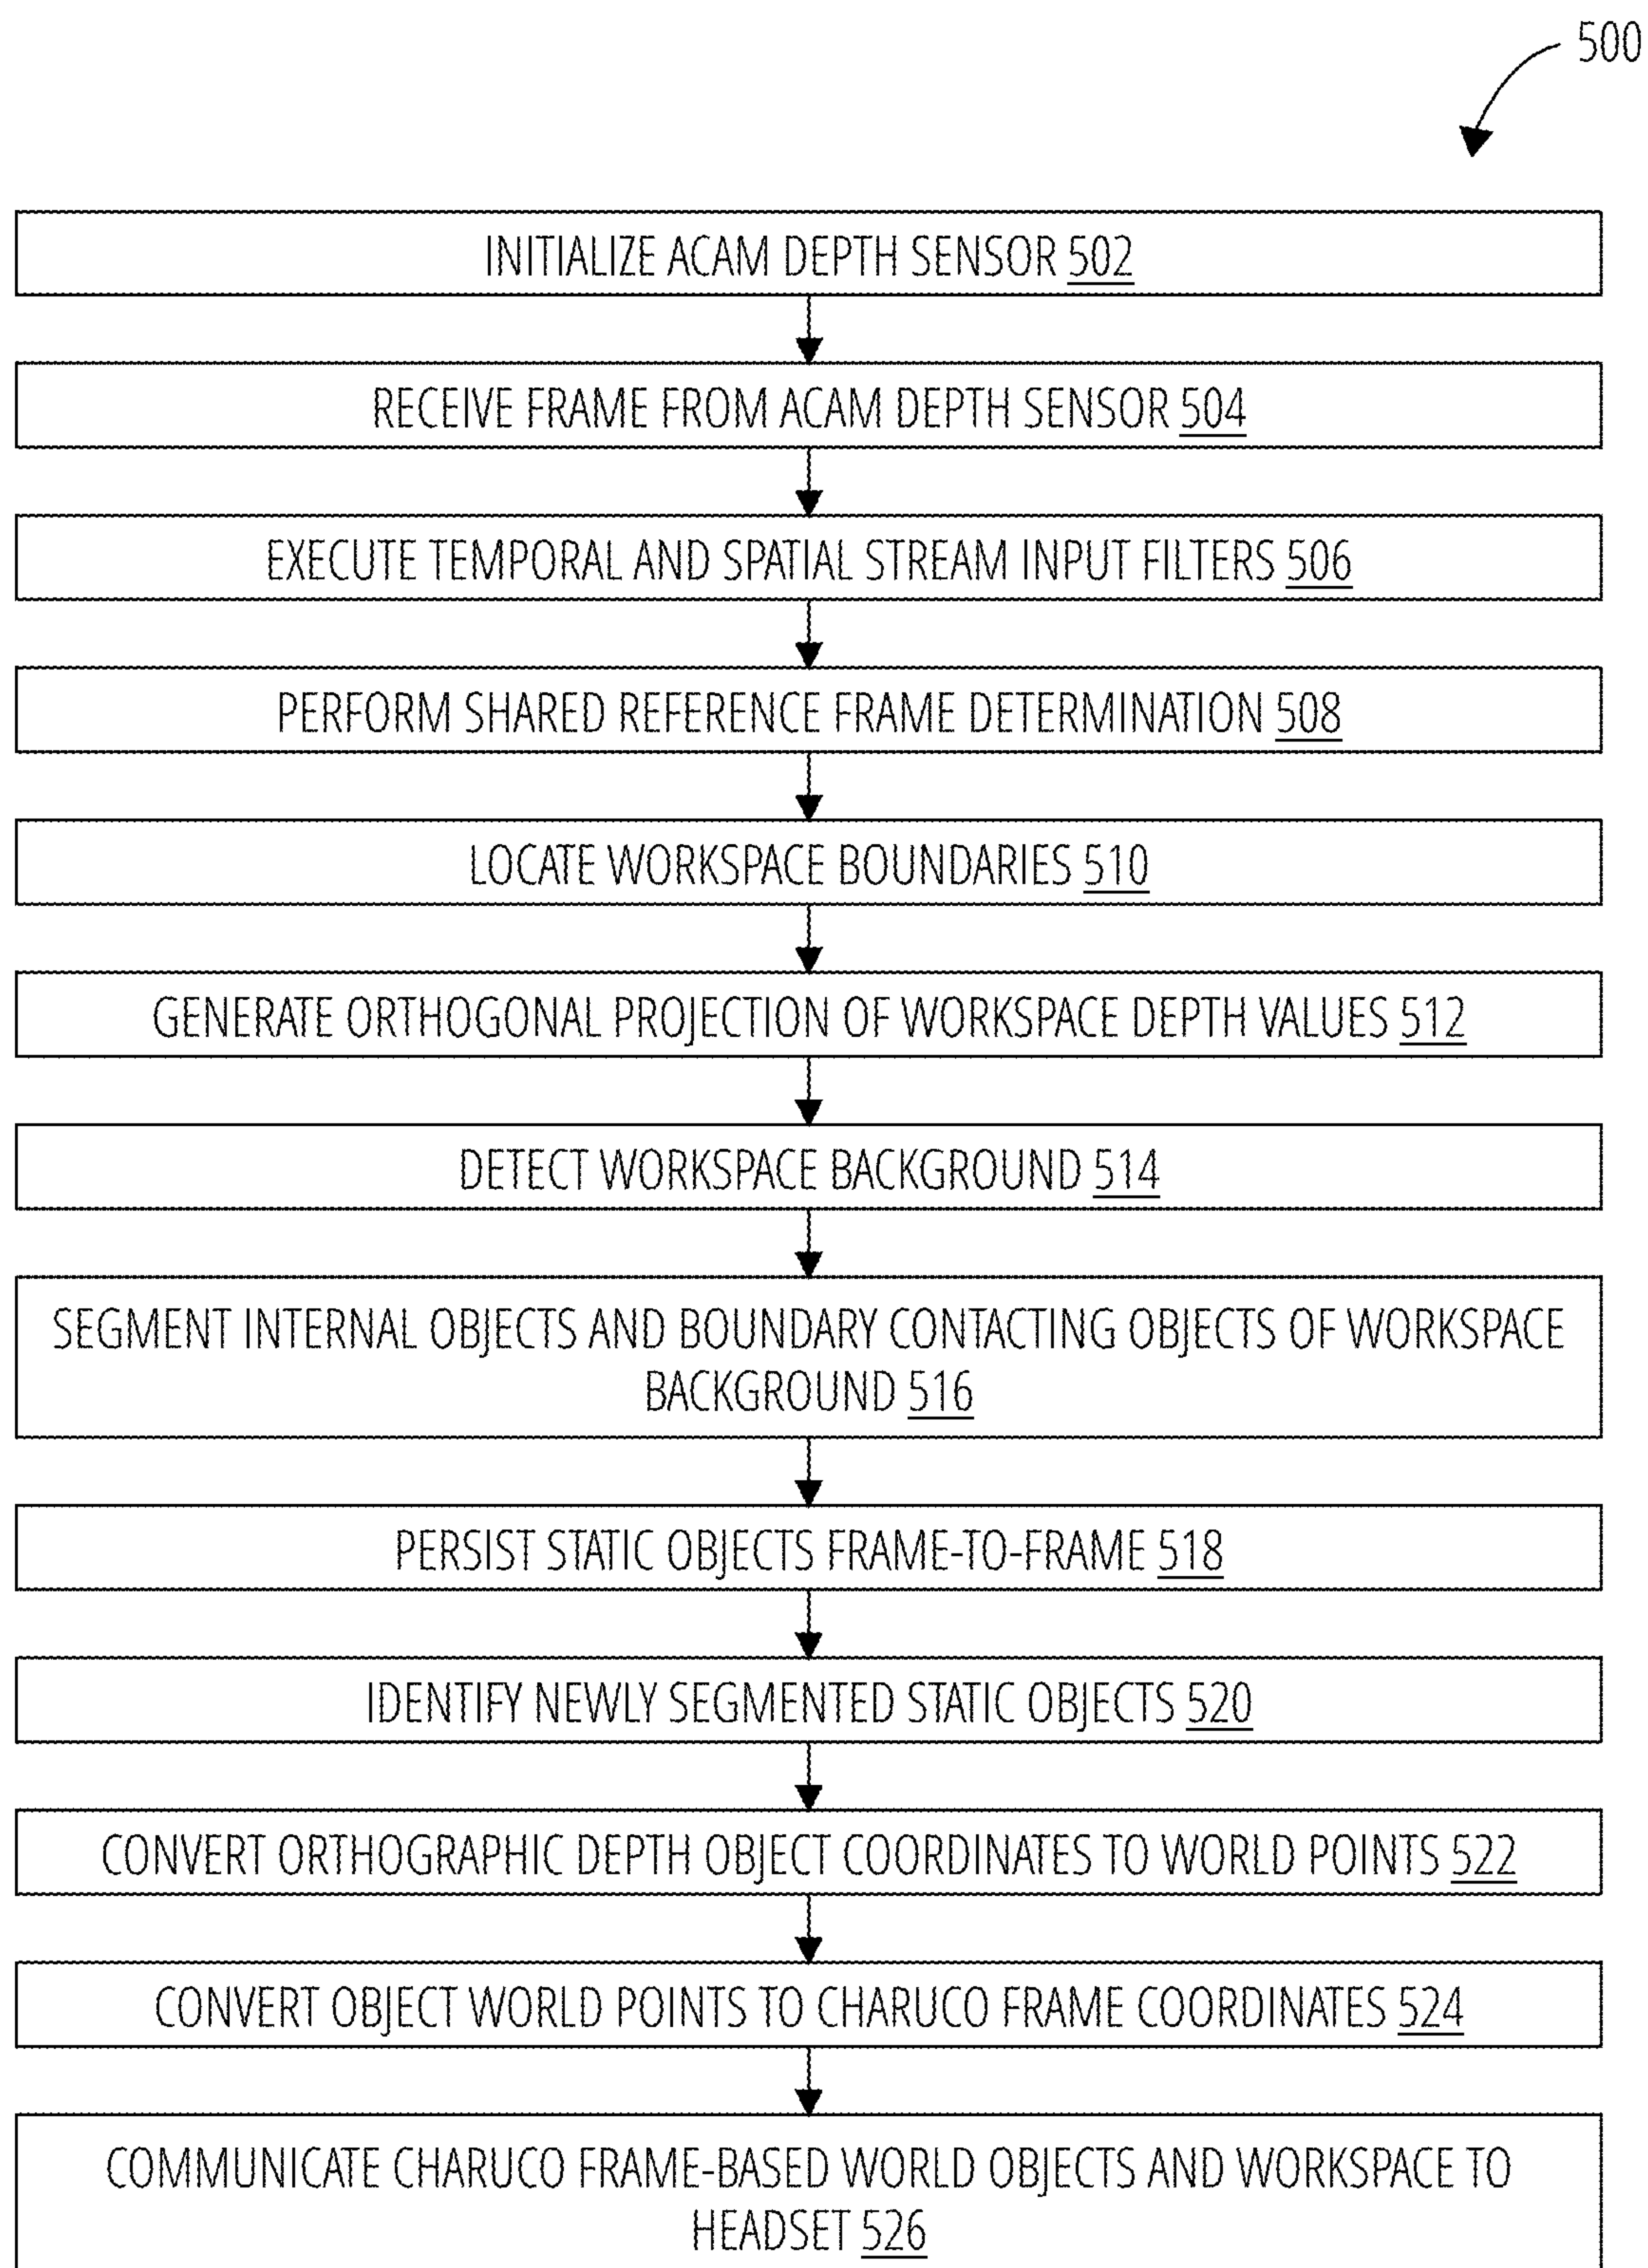 500
INITIALIZE ACAM DEPTH SENSOR 502
RECEIVE FRAME FROM ACAM DEPTH SENSOR 504
EXECUTE TEMPORAL AND SPATIAL STREAM INPUT FILTERS 506
PERFORM SHARED REFERENCE FRAME DETERMINATION 508
LOCATE WORKSPACE BOUNDARIES 510
GENERATE ORTHOGONAL PROJECTION OF WORKSPACE DEPTH VALUES 512
DETECT WORKSPACE BACKGROUND 514
SEGMENT INTERNAL OBJECTS AND BOUNDARY CONTACTING OBJECTS OF WORKSPACE
BACKGROUND 516
PERSIST STATIC OBJECTS FRAME-TO-FRAME 518
IDENTIFY NEWLY SEGMENTED STATIC OBJECTS 520
CONVERT ORTHOGRAPHIC DEPTH OBJECT COORDINATES TO WORLD POINTS 522
CONVERT OBJECT WORLD POINTS TO CHARUCO FRAME COORDINATES 524
COMMUNICATE CHARUCO FRAME-BASED WORLD OBJECTS AND WORKSPACE TO
HEADSET 526